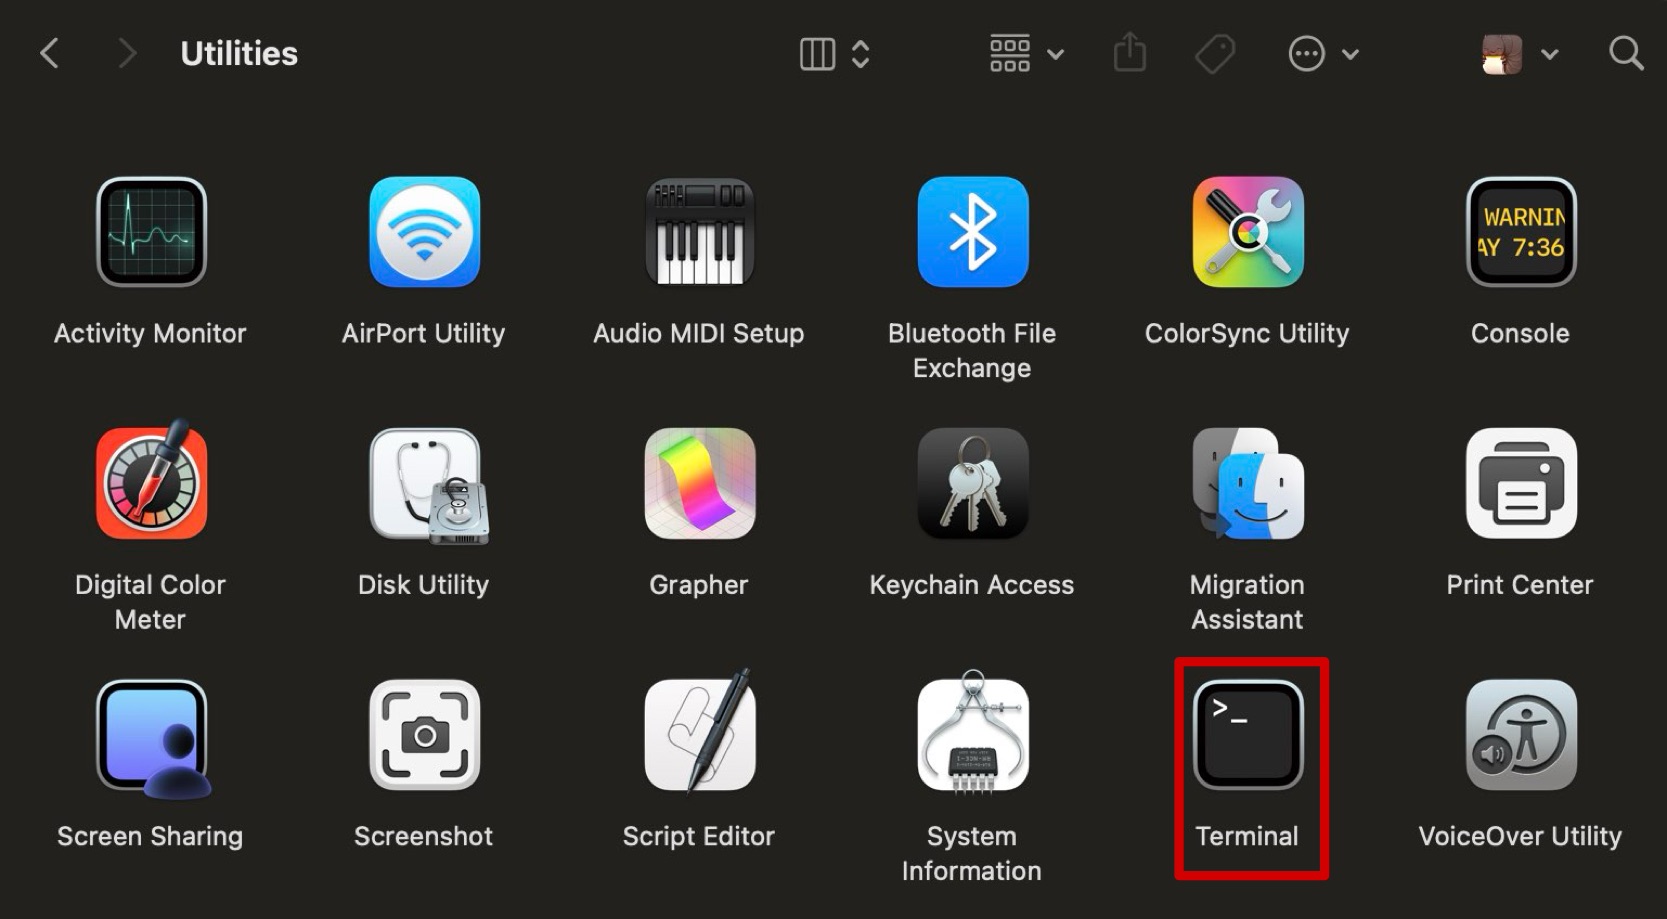 Utilities
WARNIN
AY 7:36
Activity Monitor
AirPort Utility
Audio MIDI Setup
Bluetooth File
Exchange
ColorSync Utility
Console
Digital Color
Meter
Disk Utility
Grapher
Keychain Access
Migration
Assistant
Print Center
>_
Screen Sharing
Screenshot
Script Editor
System
Information
Terminal
VoiceOver Utility